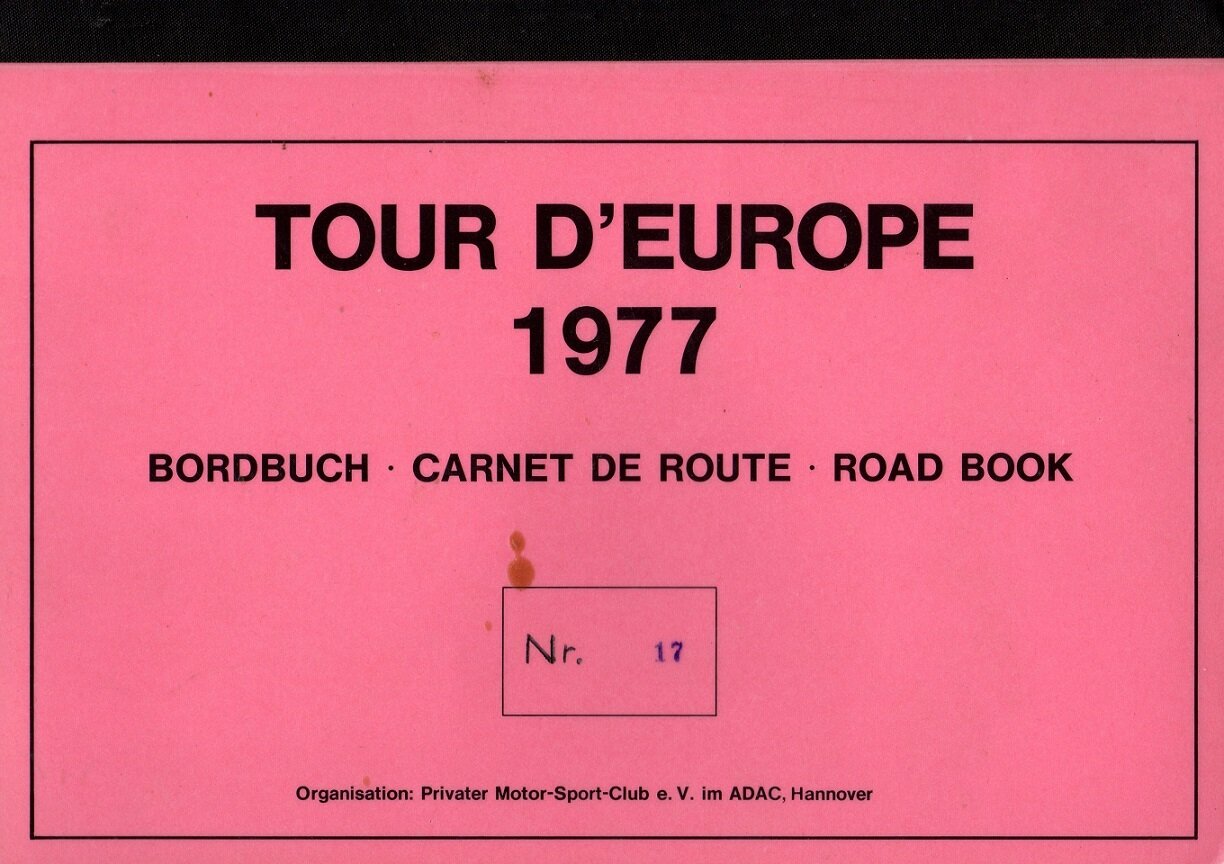 TOUR D'EUROPE
1977
BORDBUCH · CARNET DE ROUTE · ROAD BOOK
Nr. 17
Organisation: Privater Motor-Sport-Club e. V. im ADAC, Hannover